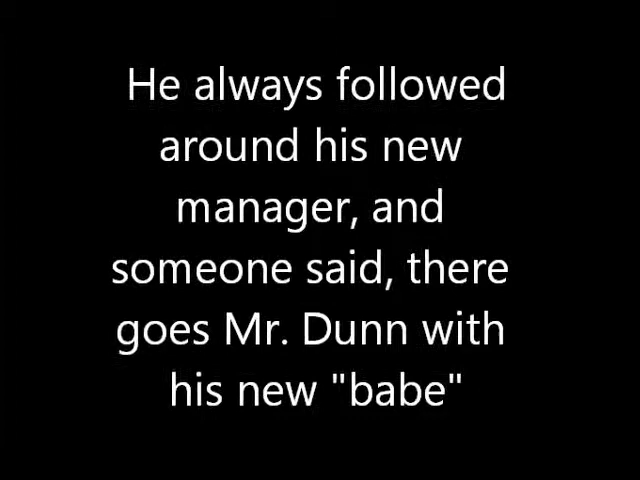 He always followed
around his new
manager, and
someone said, there
goes Mr. Dunn with
his new "babe"